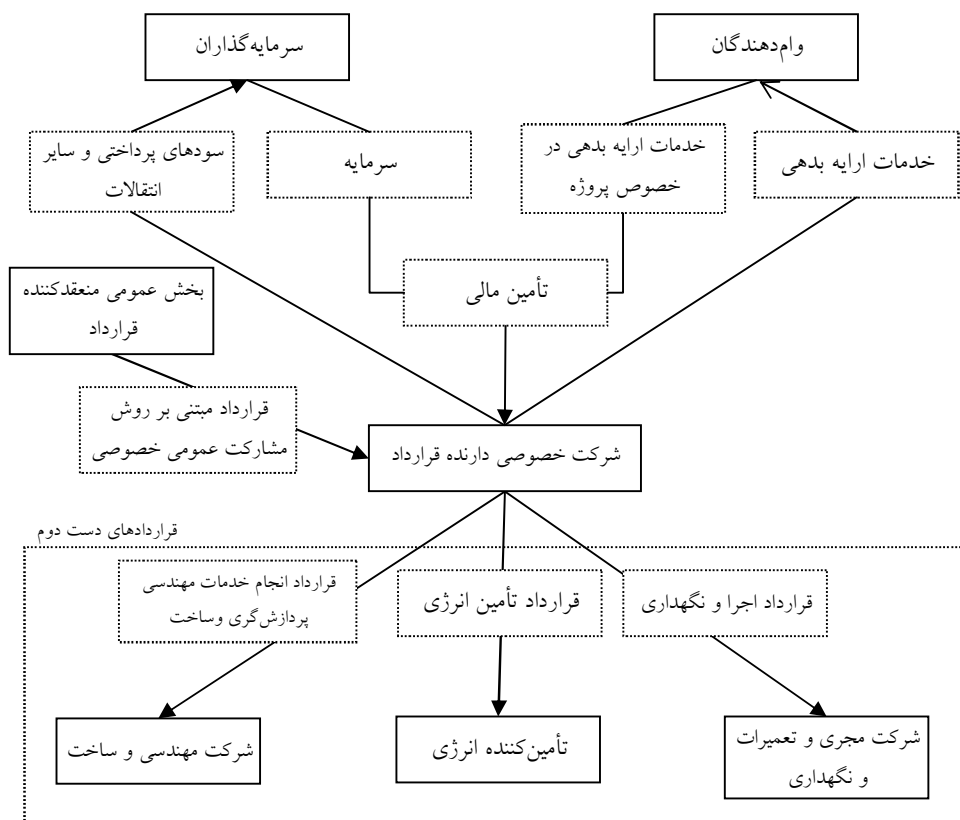 وام‌دهندگان
سرمایه‌گذاران
خدمات ارایه بدهی
خدمات ارایه بدهی در
خصوص پروژه
سرمایه
سودهای پرداختی و سایر
انتقالات
تأمین مالی
بخش عمومی منعقدکننده
قرارداد
قرارداد مبتنی بر روش
مشارکت عمومی خصوصی
شرکت خصوصی دارنده قرارداد
قراردادهای دست دوم
قرارداد اجرا و نگهداری
قرارداد تأمین انرژی
قرارداد انجام خدمات مهندسی
پردازش‌گری وساخت
شرکت مجری و تعمیرات
و نگهداری
تأمین‌کننده انرژی
شرکت مهندسی و ساخت